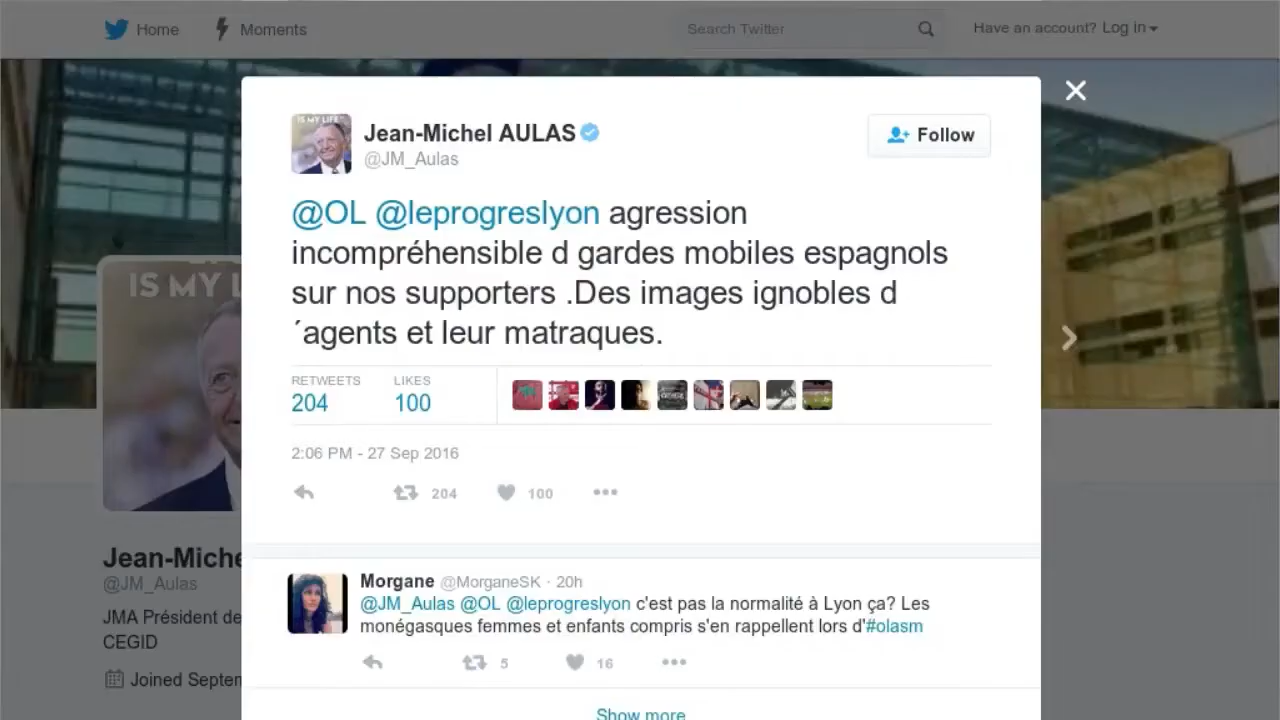 Home
Moments
Search Twitter
Have an account? Log in
IS MY LIFE
Jean-Michel AULAS
@JM_Aulas
Follow
@OL @leprogreslyon agression
incompréhensible d gardes mobiles espagnols
sur nos supporters .Des images ignobles d
´agents et leur matraques.
RETWEETS
204
LIKES
100
2:06 PM - 27 Sep 2016
204
100
IS MY L
Jean-Miche
@JM_Aulas
JMA Président de
CEGID
Joined Septem
Morgane @MorganeSK · 20h
@JM_Aulas @OL @leprogreslyon c'est pas la normalité à Lyon ça? Les
monégasques femmes et enfants compris s'en rappellent lors d'#olasm
5
16
Show more